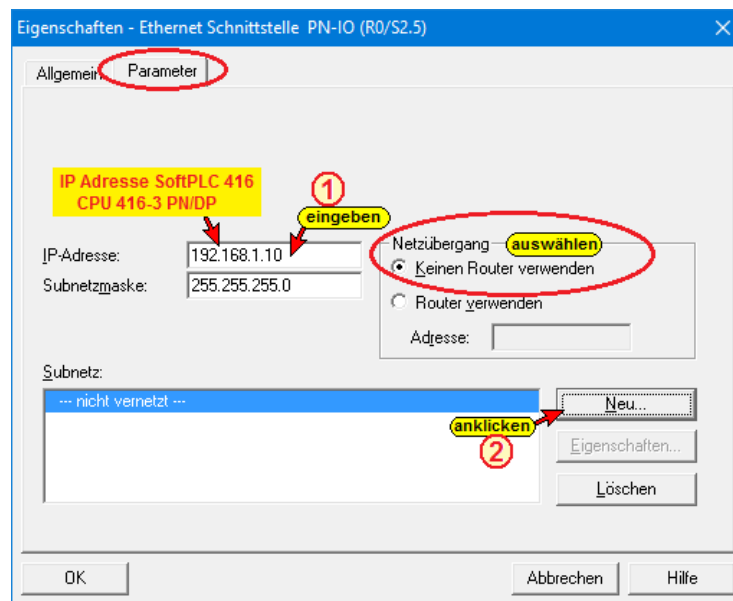 Eigenschaften - Ethernet Schnittstelle PN-IO (R0/S2.5)
Allgemein
Parameter
IP Adresse SoftPLC 416
CPU 416-3 PN/DP
1
eingeben
IP-Adresse:
192.168.1.10
Subnetzmaske:
255.255.255.0
Netzübergang
auswählen
Keinen Router verwenden
Router verwenden
Adresse:
Subnetz:
--- nicht vernetzt ---
Neu...
anklicken
2
Eigenschaften...
Löschen
OK
Abbrechen
Hilfe